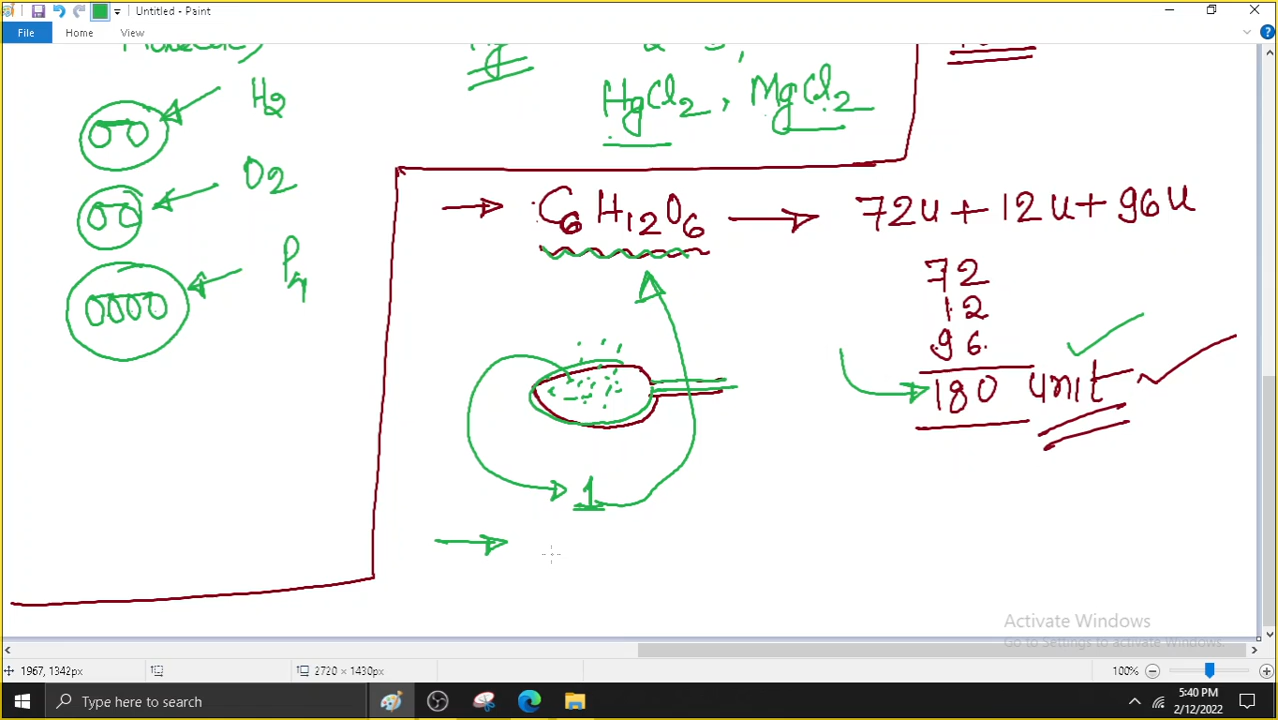 Untitled - Paint
File Home View
H2
O2
P4
HgCl2, MgCl2
C6H12O6 → 72u + 12u + 96u
72
12
96
180 unit
1
Activate Windows
Go to Settings to activate Windows.
1967, 1342px
2720 × 1430px
100%
Type here to search
5:40 PM
2/12/2022